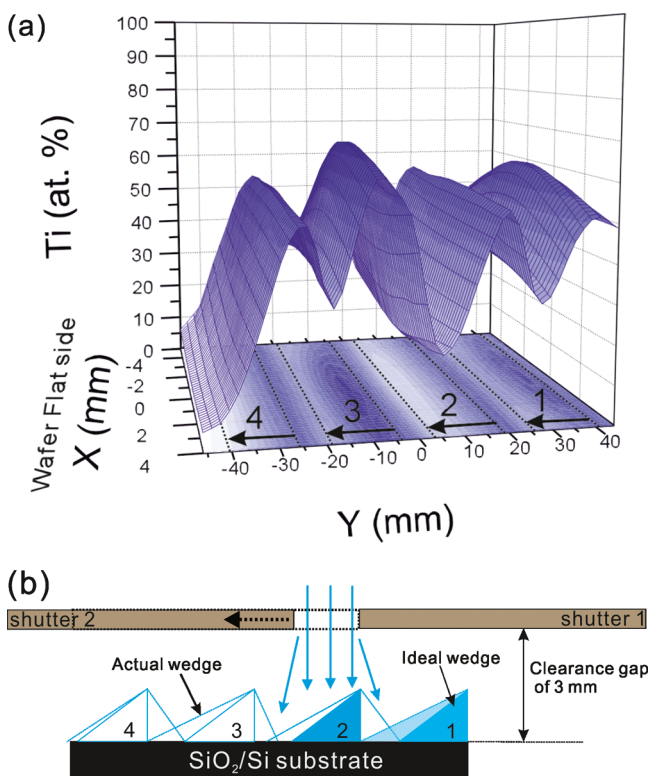 (a)
Ti (at. %)
100
90
80
70
60
50
40
30
20
10
0
Wafer Flat side
X (mm)
-4
-2
0
2
4
4
3
2
1
-40
-30
-20
-10
0
10
20
30
40
Y (mm)
(b)
shutter 2
shutter 1
Actual wedge
Ideal wedge
Clearance gap
of 3 mm
4
3
2
1
SiO₂/Si substrate